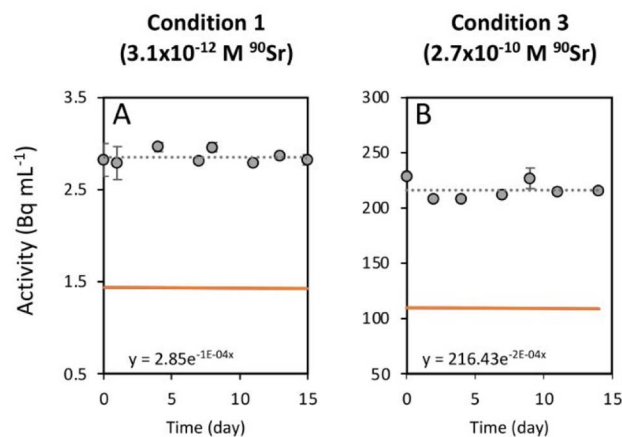 Condition 1
(3.1x10⁻¹² M ⁹⁰Sr)
Condition 3
(2.7x10⁻¹⁰ M ⁹⁰Sr)
Activity (Bq mL⁻¹)
3.5
2.5
1.5
0.5
A
y = 2.85e⁻¹ᴱ⁻⁰⁴ˣ
0
5
10
15
Time (day)
300
250
200
150
100
50
B
y = 216.43e⁻²ᴱ⁻⁰⁴ˣ
0
5
10
15
Time (day)